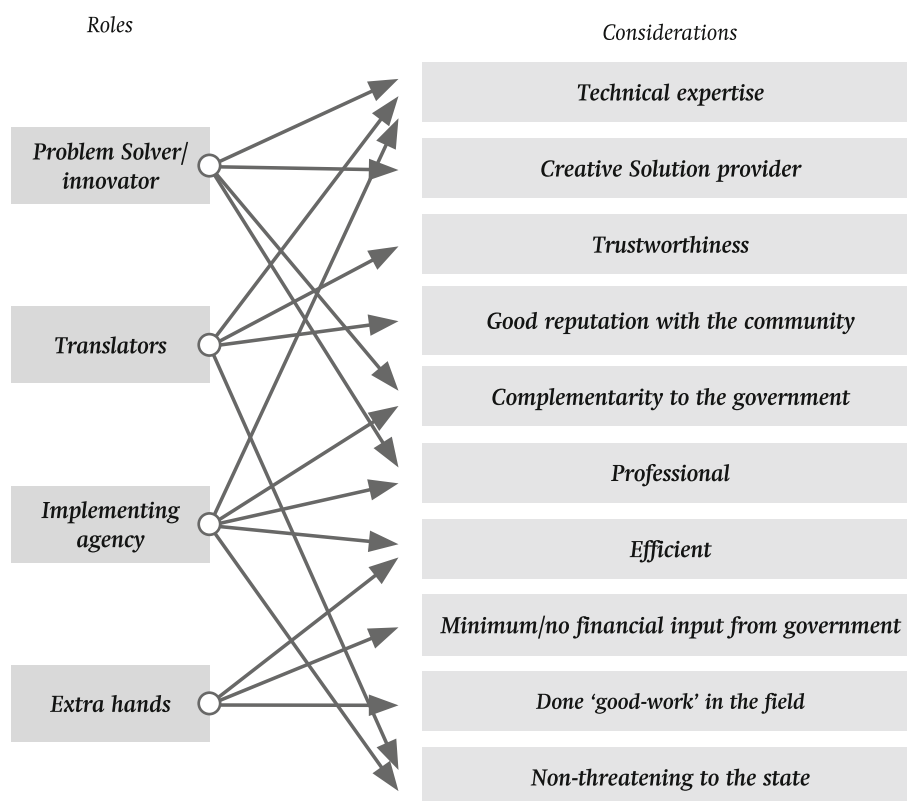 Roles
Considerations
Problem Solver/
innovator
Translators
Implementing
agency
Extra hands
Technical expertise
Creative Solution provider
Trustworthiness
Good reputation with the community
Complementarity to the government
Professional
Efficient
Minimum/no financial input from government
Done ‘good-work’ in the field
Non-threatening to the state